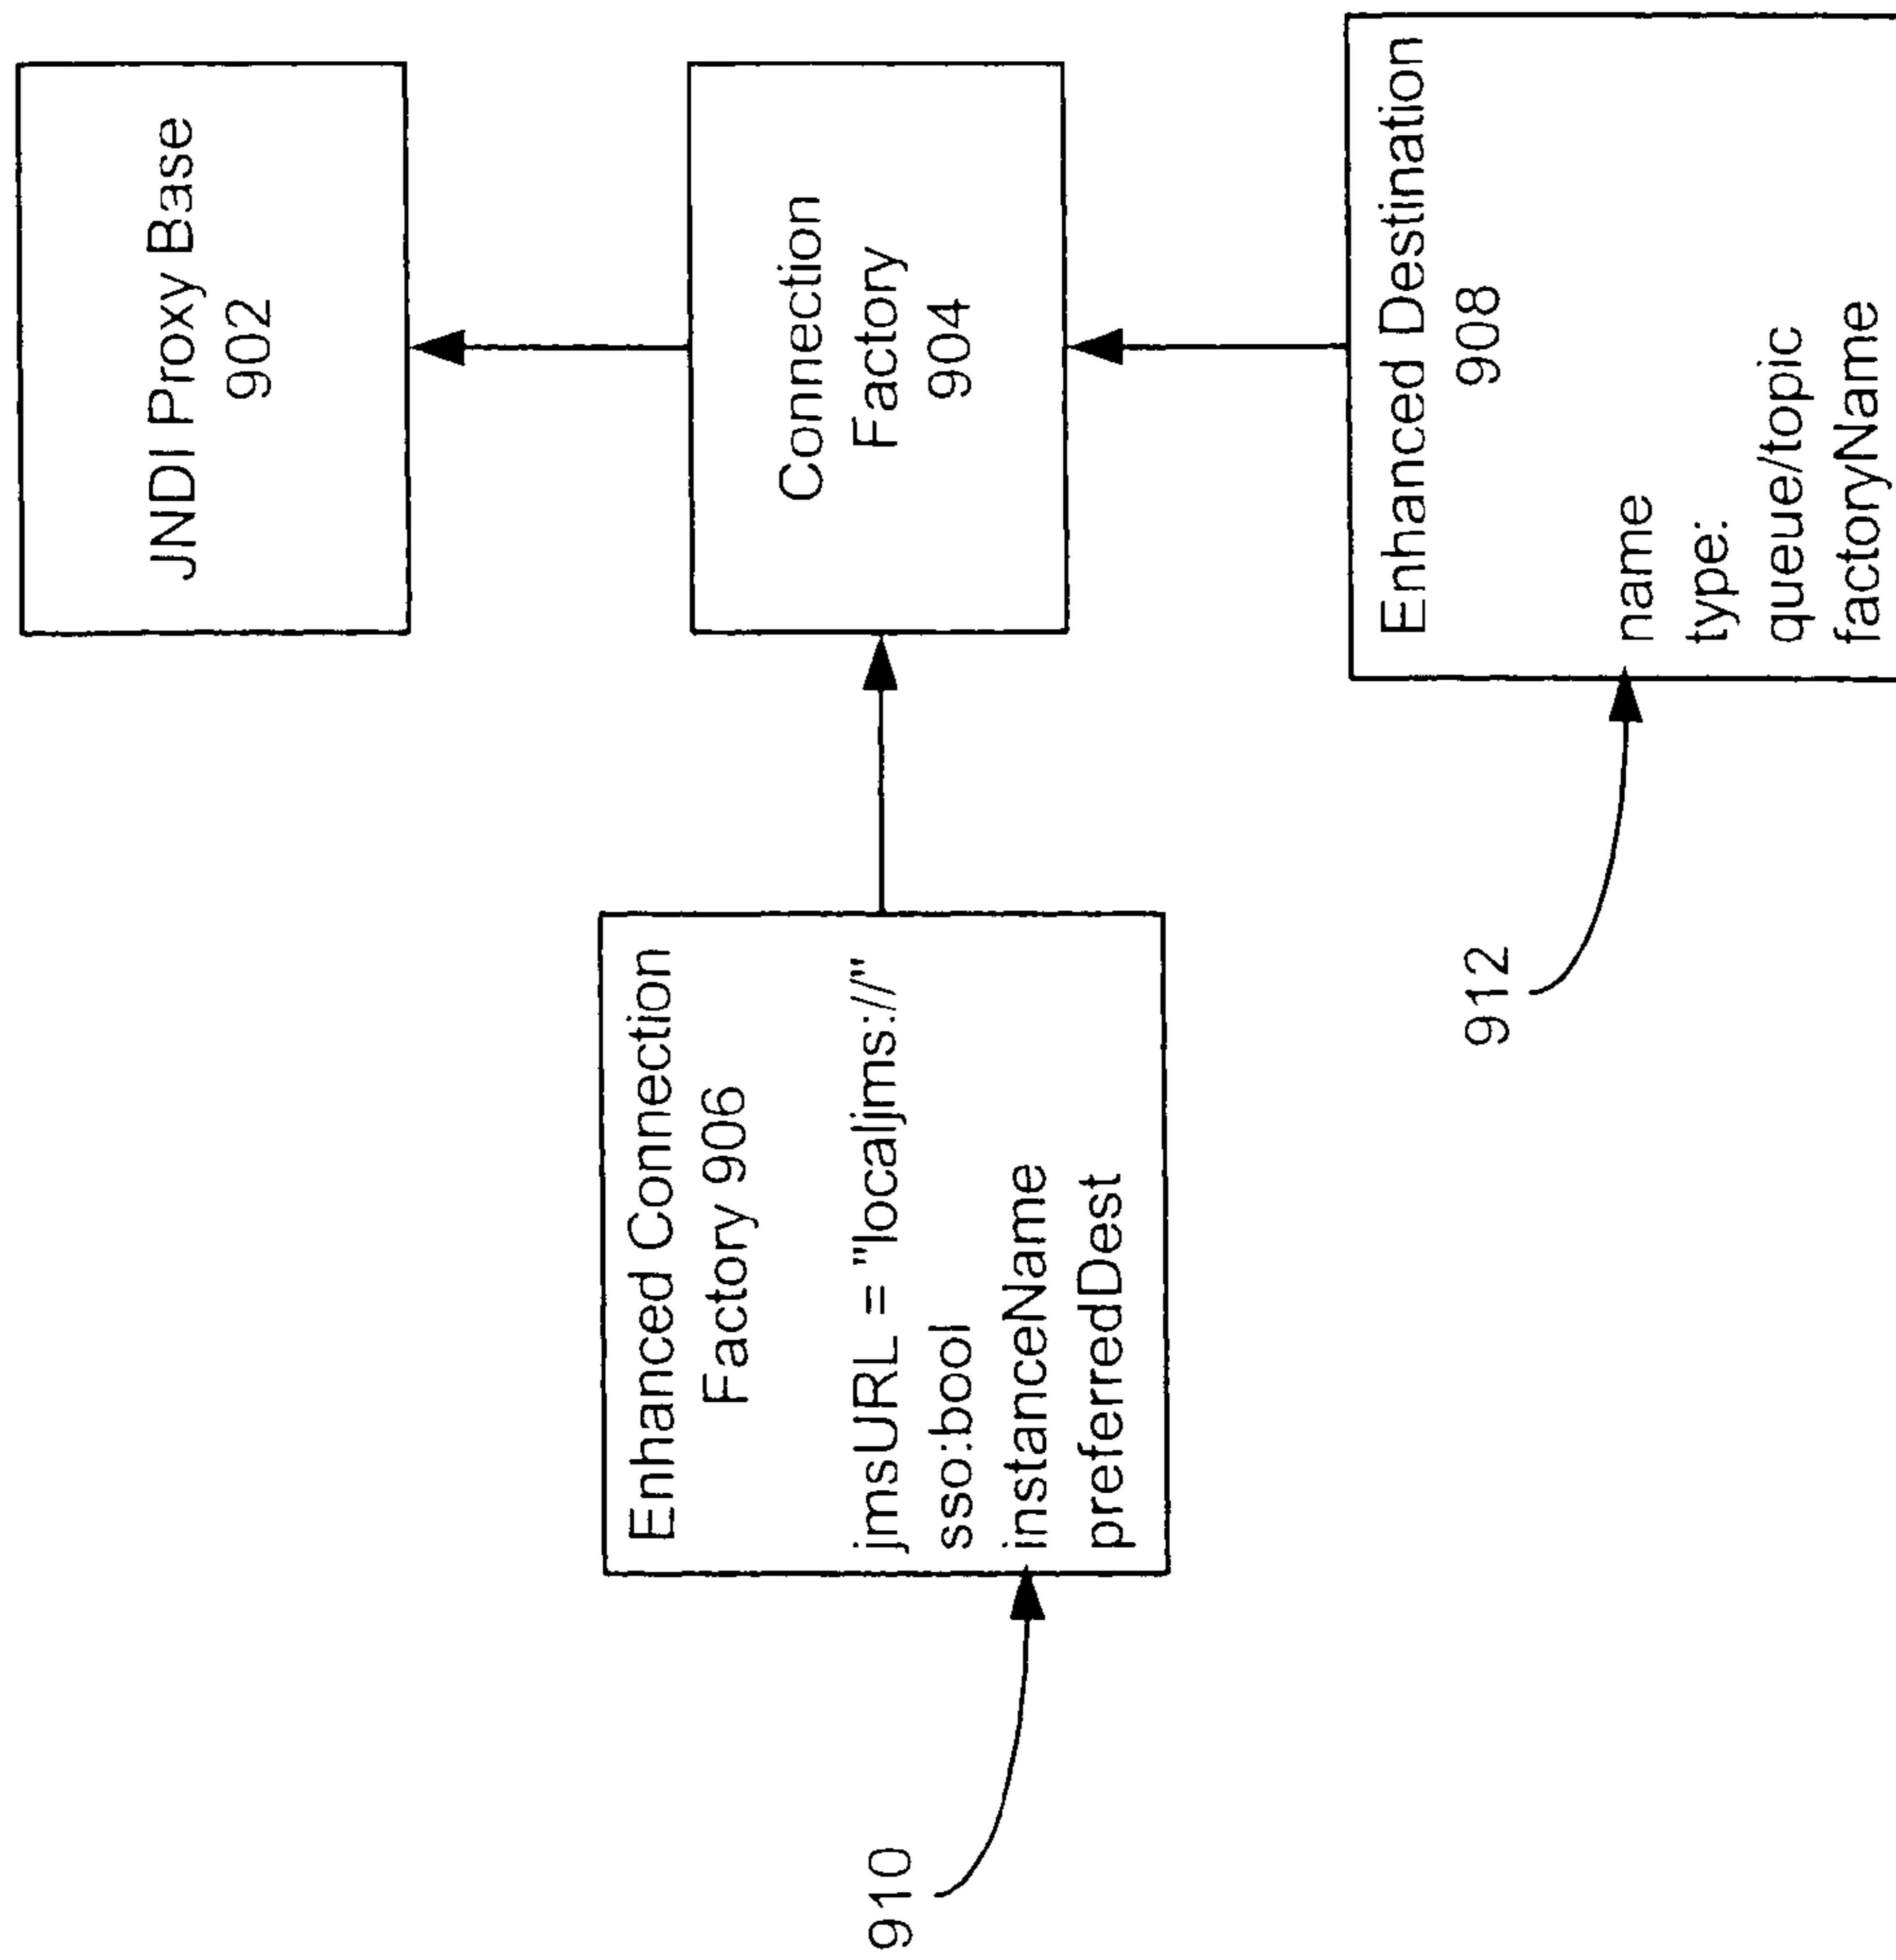 JNDI Proxy Base
902
Enhanced Connection
Factory 906
jmsURL = "localjms://"
sso:bool
instanceName
preferredDest
910
Connection
Factory
904
Enhanced Destination
908
name
type:
queue/topic
factoryName
912